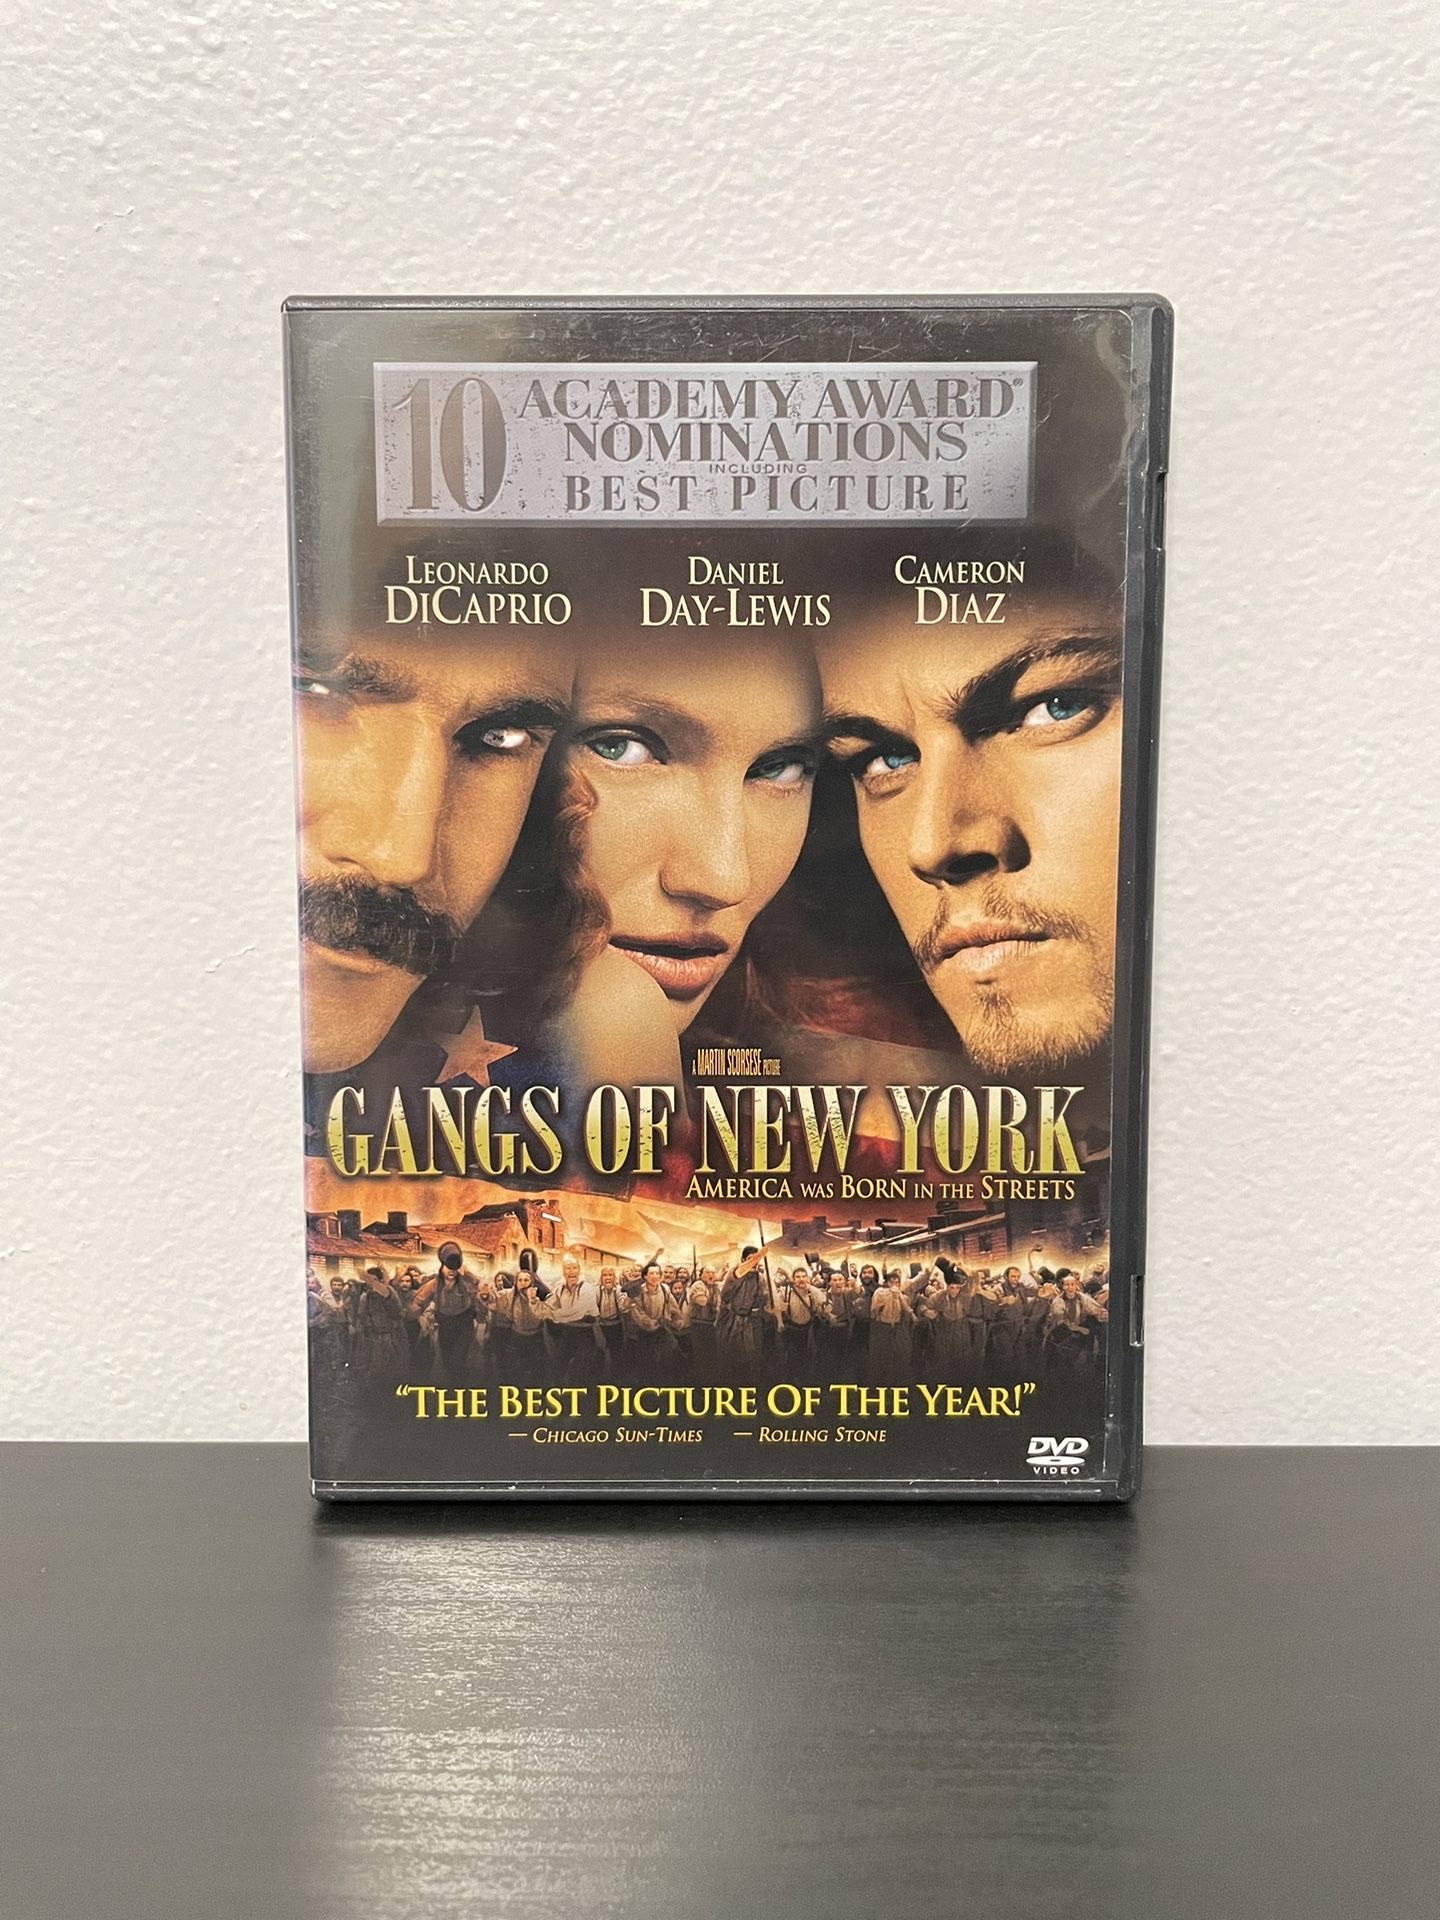 10 ACADEMY AWARD®
NOMINATIONS
INCLUDING
BEST PICTURE
LEONARDO
DICAPRIO
DANIEL
DAY-LEWIS
CAMERON
DIAZ
A MARTIN SCORSESE PICTURE
GANGS OF NEW YORK
AMERICA WAS BORN IN THE STREETS
“THE BEST PICTURE OF THE YEAR!”
— CHICAGO SUN-TIMES — ROLLING STONE
DVD
VIDEO